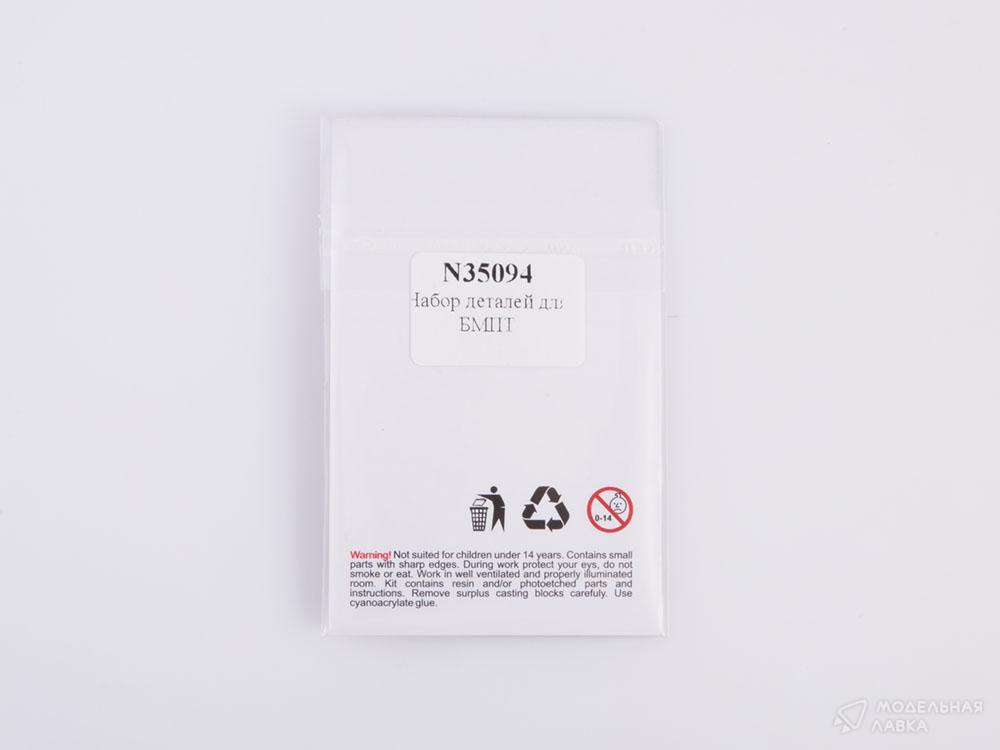 N35094
Набор деталей для
БМПТ
0-14
Warning! Not suited for children under 14 years. Contains small
parts with sharp edges. During work protect your eyes, do not
smoke or eat. Work in well ventilated and properly illuminated
room. Kit contains resin and/or photoetched parts and
instructions. Remove surplus casting blocks carefuly. Use
cyanoacrylate glue.
МОДЕЛЬНАЯ
ЛАВКА